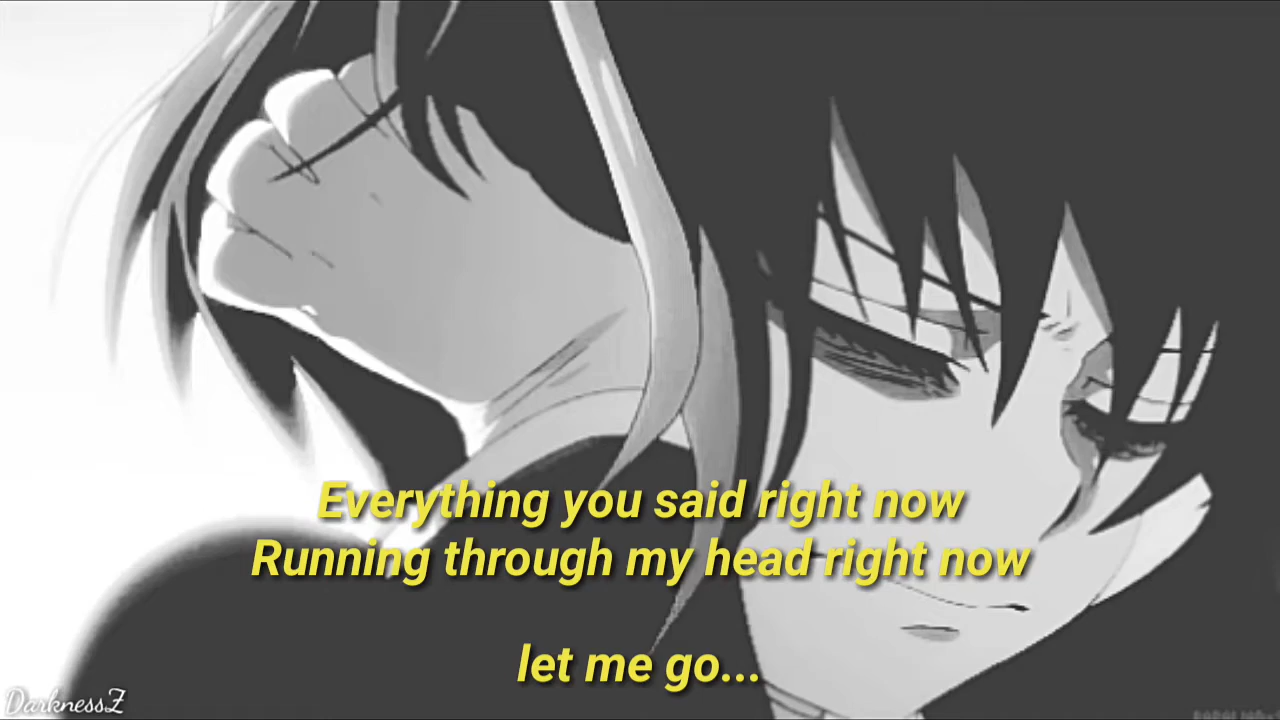 Everything you said right now
Running through my head right now
let me go...
DarknessZ